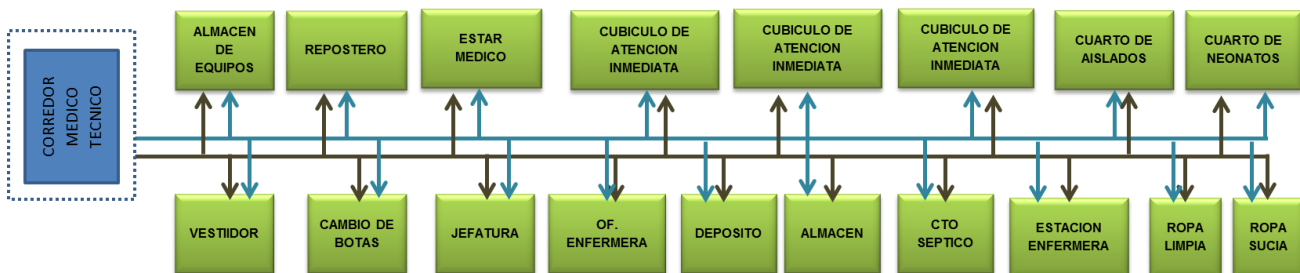 CORREDOR
MEDICO
TECNICO
ALMACEN
DE
EQUIPOS
REPOSTERO
ESTAR
MEDICO
CUBICULO DE
ATENCION
INMEDIATA
CUBICULO DE
ATENCION
INMEDIATA
CUBICULO DE
ATENCION
INMEDIATA
CUARTO DE
AISLADOS
CUARTO DE
NEONATOS
VESTIIDOR
CAMBIO DE
BOTAS
JEFATURA
OF.
ENFERMERA
DEPOSITO
ALMACEN
CTO
SEPTICO
ESTACION
ENFERMERA
ROPA
LIMPIA
ROPA
SUCIA